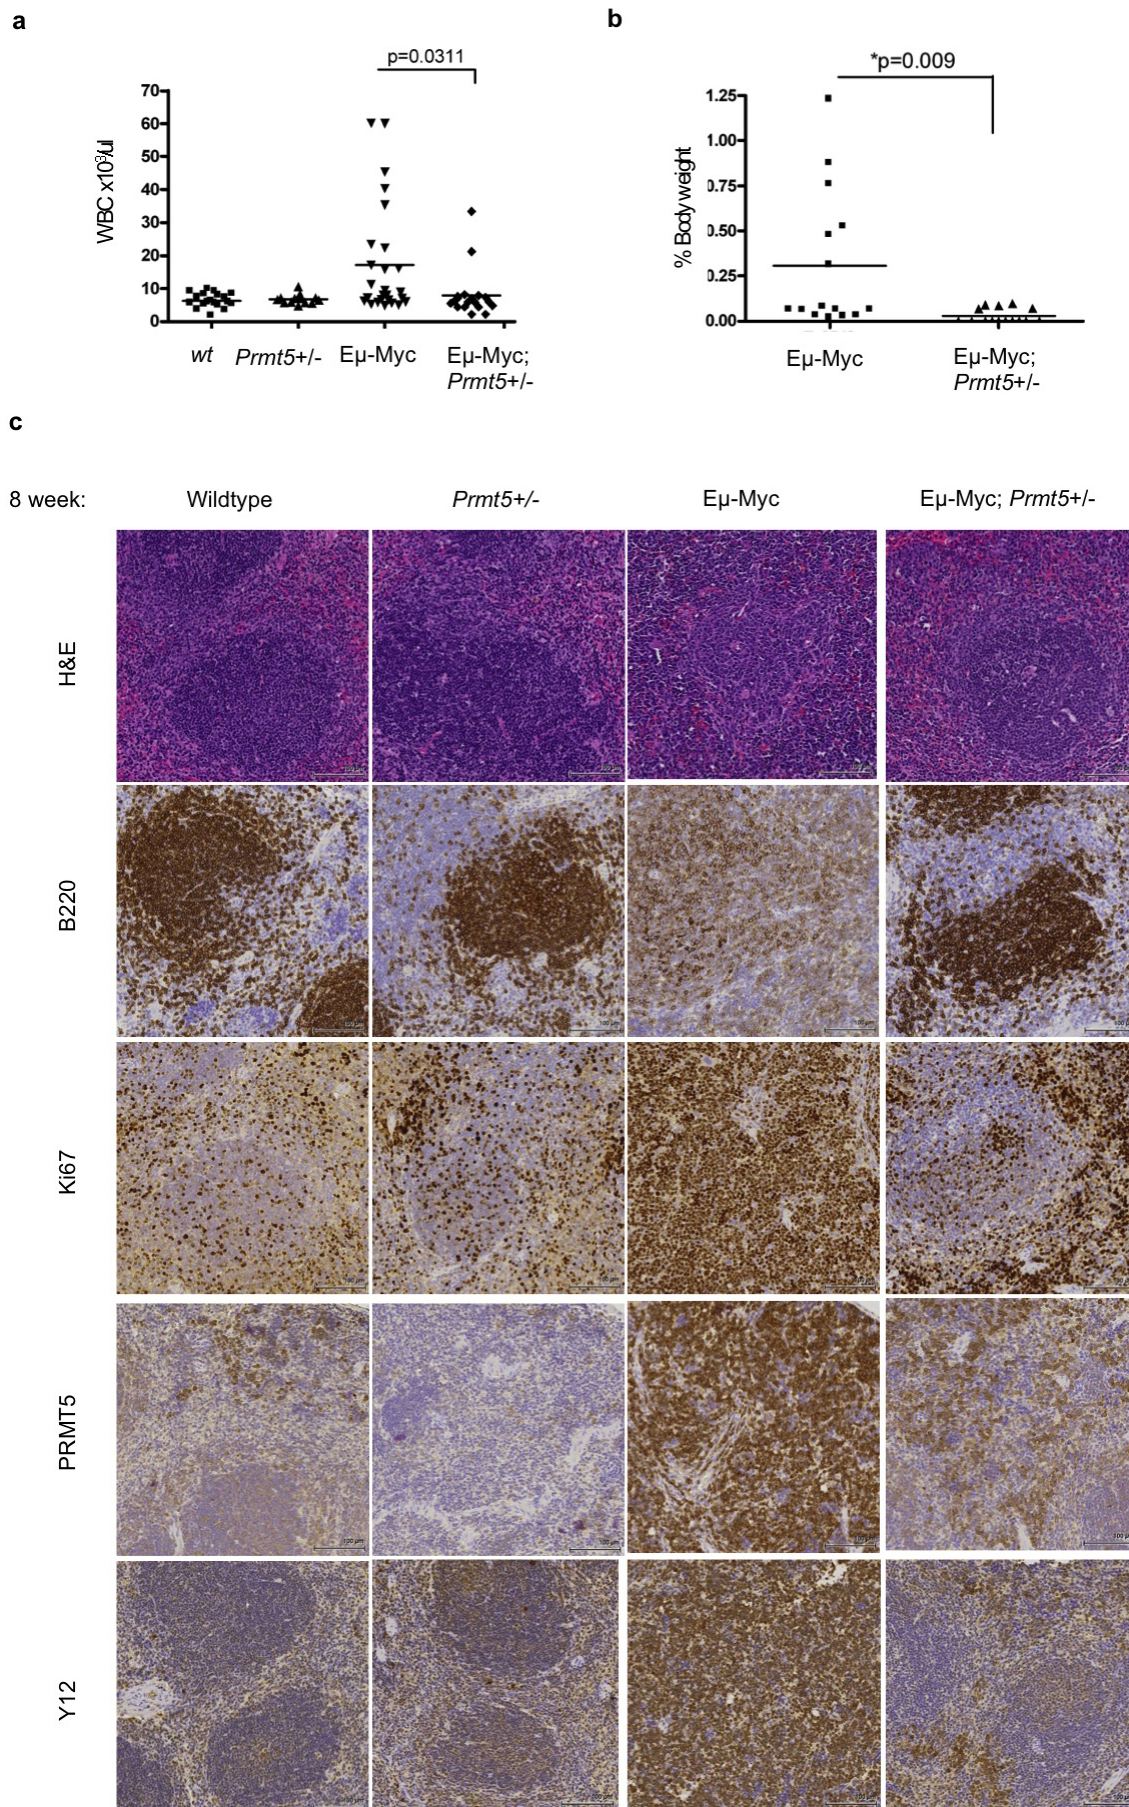 a
b
p=0.0311
*p=0.009
WBC x10³/ul
70
60
50
40
30
20
10
0
wt
Prmt5+/-
Eµ-Myc
Eµ-Myc;
Prmt5+/-
% Body weight
1.25
1.00
0.75
0.50
0.25
0.00
Eµ-Myc
Eµ-Myc;
Prmt5+/-
c
8 week:
Wildtype
Prmt5+/-
Eµ-Myc
Eµ-Myc; Prmt5+/-
H&E
B220
Ki67
PRMT5
Y12
100 µm